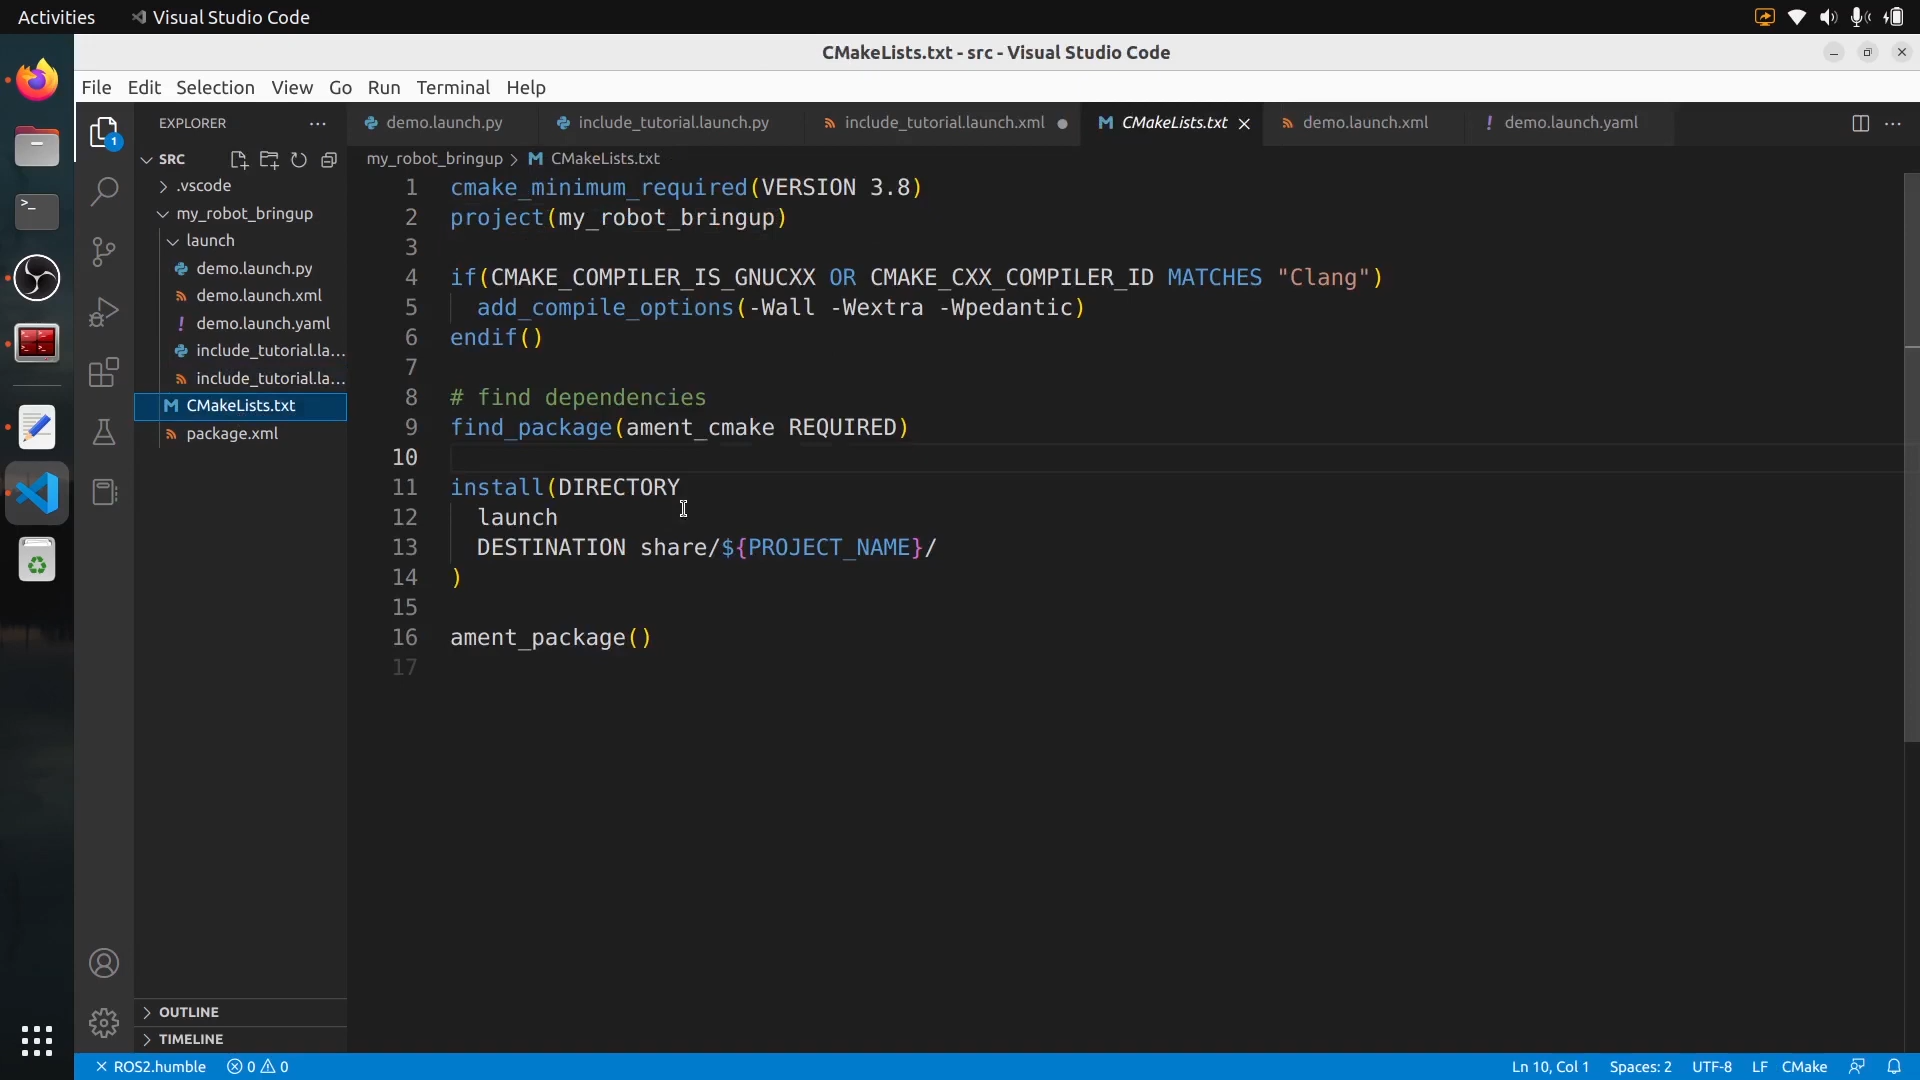 Activities
Visual Studio Code
CMakeLists.txt - src - Visual Studio Code
File Edit Selection View Go Run Terminal Help
EXPLORER
demo.launch.py
include_tutorial.launch.py
include_tutorial.launch.xml
CMakeLists.txt
demo.launch.xml
demo.launch.yaml
1
SRC
.vscode
my_robot_bringup
launch
demo.launch.py
demo.launch.xml
demo.launch.yaml
include_tutorial.la...
include_tutorial.la...
CMakeLists.txt
package.xml
OUTLINE
TIMELINE
my_robot_bringup > CMakeLists.txt
1 cmake_minimum_required(VERSION 3.8)
2 project(my_robot_bringup)
3
4 if(CMAKE_COMPILER_IS_GNUCXX OR CMAKE_CXX_COMPILER_ID MATCHES "Clang")
5 add_compile_options(-Wall -Wextra -Wpedantic)
6 endif()
7
8 # find dependencies
9 find_package(ament_cmake REQUIRED)
10
11 install(DIRECTORY
12 launch
13 DESTINATION share/${PROJECT_NAME}/
14 )
15
16 ament_package()
17
ROS2.humble
0 0
Ln 10, Col 1
Spaces: 2
UTF-8
LF
CMake